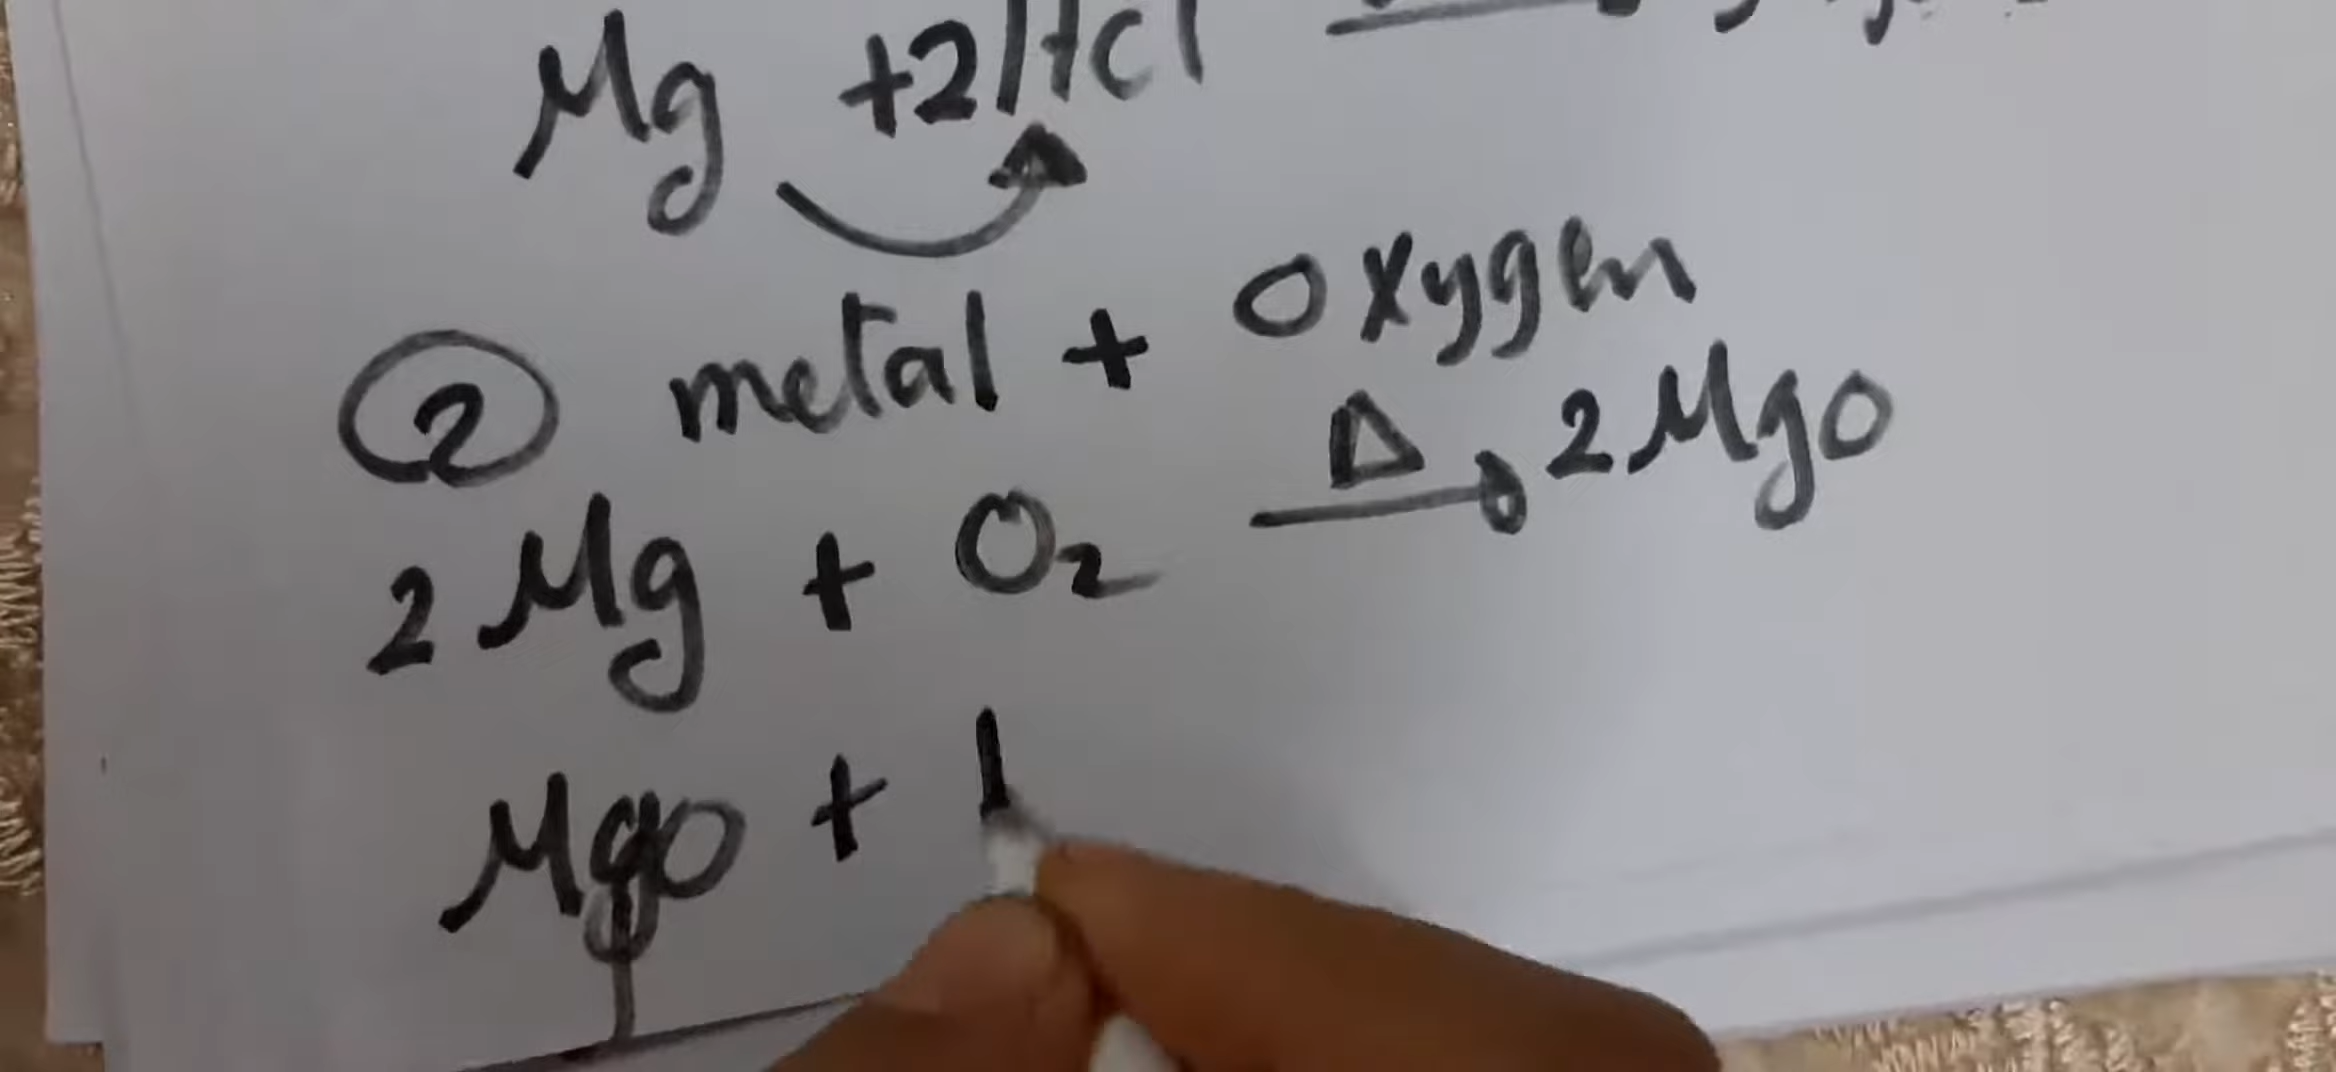 Mg +2HCl
② metal + Oxygen
2Mg + O₂ —Δ→ 2MgO
MgO +